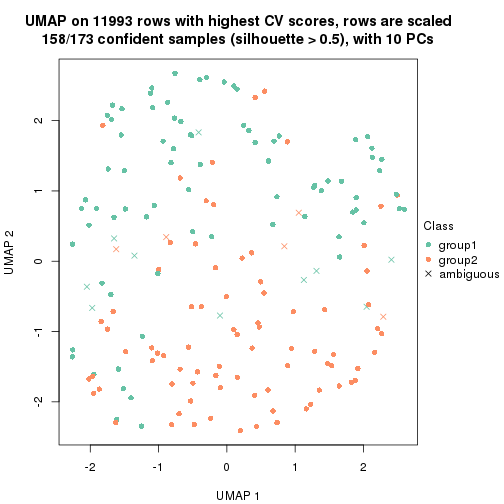 UMAP on 11993 rows with highest CV scores, rows are scaled
158/173 confident samples (silhouette > 0.5), with 10 PCs
2
1
0
-1
-2
UMAP 2
-2
-1
0
1
2
UMAP 1
Class
group1
group2
ambiguous